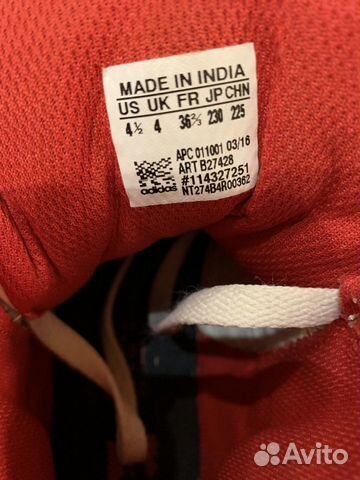 MADE IN INDIA
US UK FR JP CHN
4½ 4 36⅔ 230 225
APC 011001 03/16
ART B27428
#114327251
NT274B4R00362
adidas
Avito